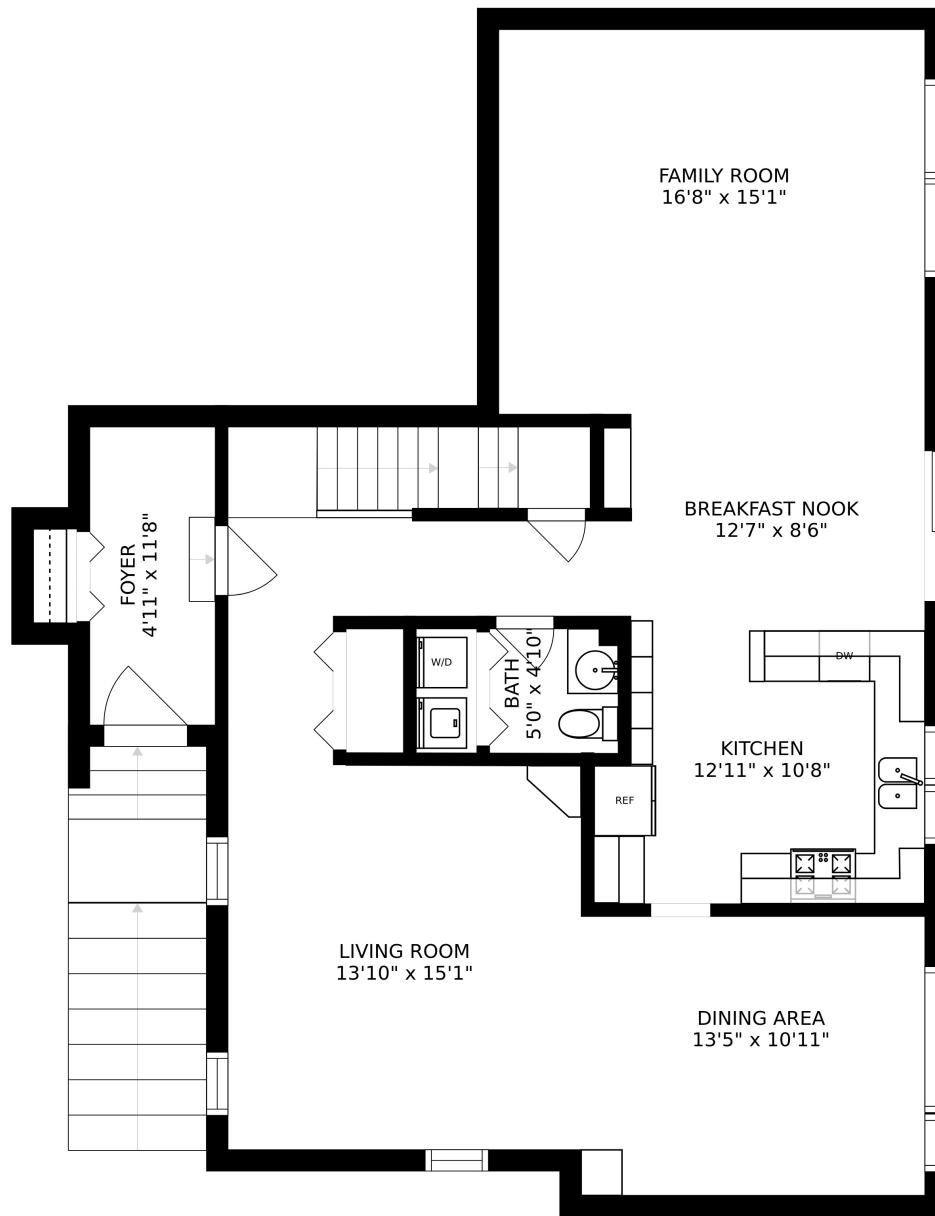 FAMILY ROOM
16'8" x 15'1"
BREAKFAST NOOK
12'7" x 8'6"
FOYER
4'11" x 11'8"
W/D
BATH
5'0" x 4'10"
DW
KITCHEN
12'11" x 10'8"
REF
LIVING ROOM
13'10" x 15'1"
DINING AREA
13'5" x 10'11"